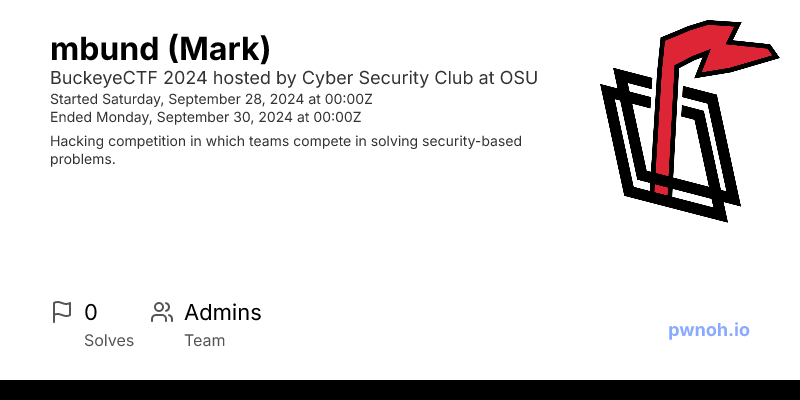 mbund (Mark)
BuckeyeCTF 2024 hosted by Cyber Security Club at OSU
Started Saturday, September 28, 2024 at 00:00Z
Ended Monday, September 30, 2024 at 00:00Z
Hacking competition in which teams compete in solving security-based
problems.
0
Solves
Admins
Team
pwnoh.io